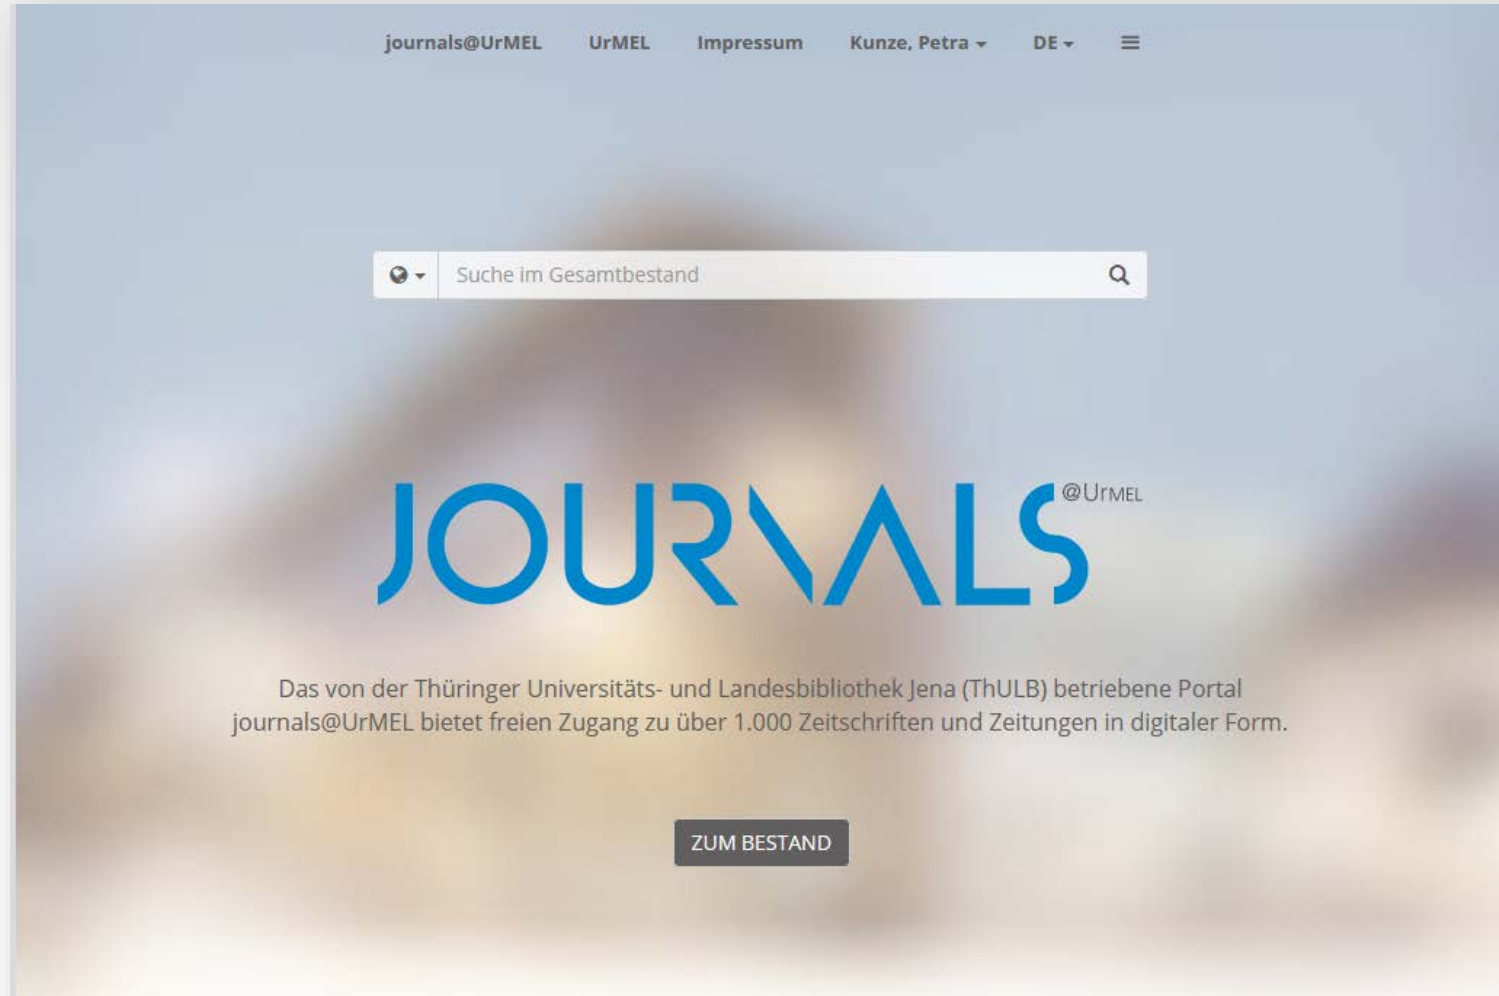 journals@UrMEL UrMEL Impressum Kunze, Petra DE
Suche im Gesamtbestand
JOURNALS @UrMEL
Das von der Thüringer Universitäts- und Landesbibliothek Jena (ThULB) betriebene Portal
journals@UrMEL bietet freien Zugang zu über 1.000 Zeitschriften und Zeitungen in digitaler Form.
ZUM BESTAND